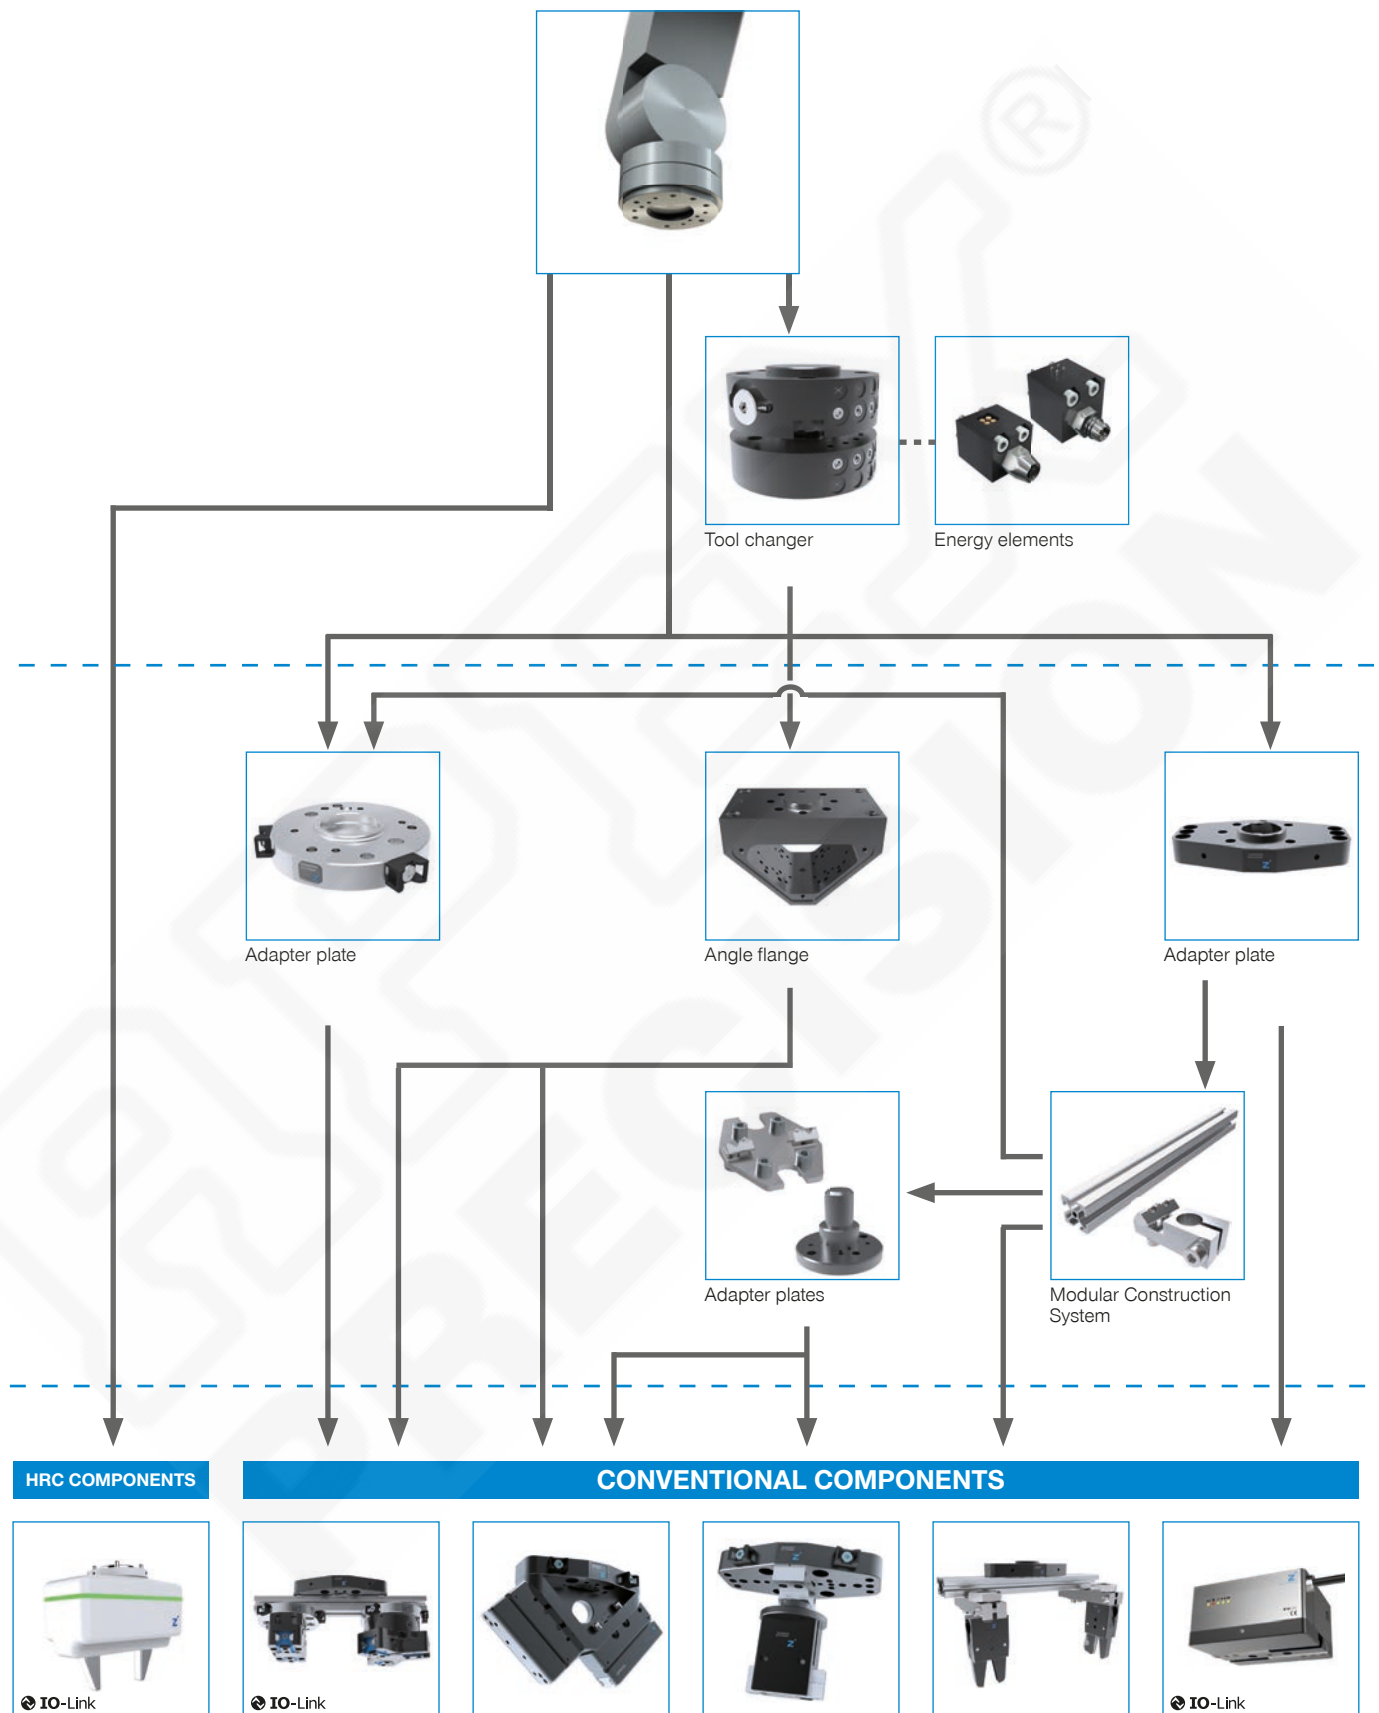 Tool changer
Energy elements
Adapter plate
Angle flange
Adapter plate
Adapter plates
Modular Construction
System
HRC COMPONENTS
CONVENTIONAL COMPONENTS
IO-Link
IO-Link
IO-Link
PRECISION